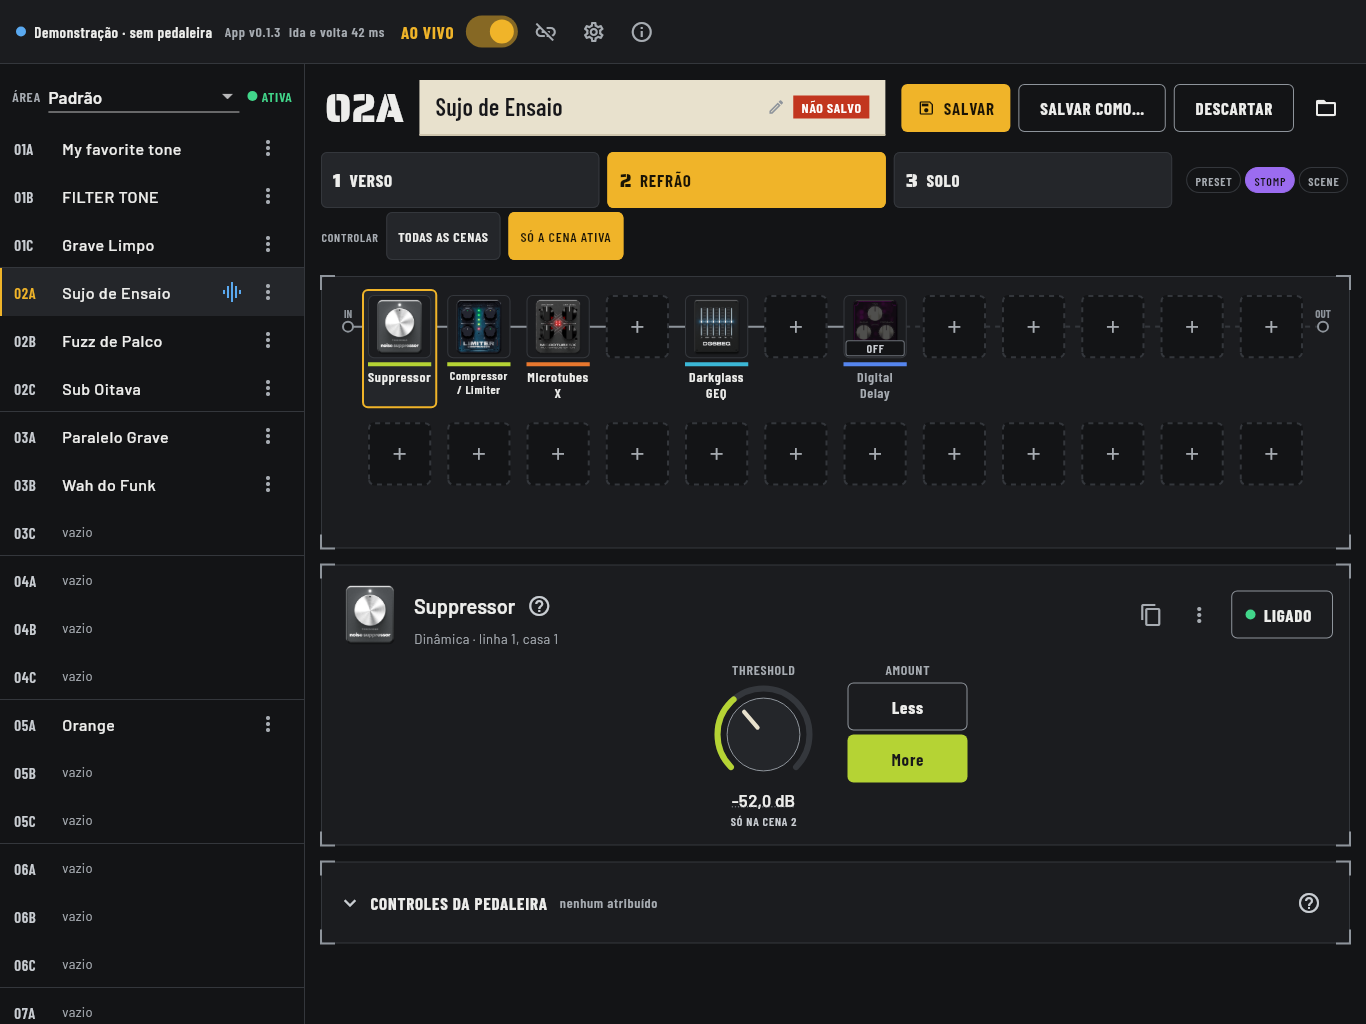 Demonstração · sem pedaleira App v0.1.3 Ida e volta 42 ms AO VIVO
ÁREA Padrão ATIVA
01A My favorite tone
01B FILTER TONE
01C Grave Limpo
02A Sujo de Ensaio
02B Fuzz de Palco
02C Sub Oitava
03A Paralelo Grave
03B Wah do Funk
03C vazio
04A vazio
04B vazio
04C vazio
05A Orange
05B vazio
05C vazio
06A vazio
06B vazio
06C vazio
07A vazio
02A Sujo de Ensaio NÃO SALVO SALVAR SALVAR COMO... DESCARTAR
1 VERSO 2 REFRÃO 3 SOLO PRESET STOMP SCENE
CONTROLAR TODAS AS CENAS SÓ A CENA ATIVA
IN OUT
LIMITER
OFF
Suppressor Compressor / Limiter Microtubes X Darkglass GEQ Digital Delay
noise suppressor
Suppressor
Dinâmica · linha 1, casa 1
LIGADO
THRESHOLD AMOUNT
Less
More
-52,0 dB
SÓ NA CENA 2
CONTROLES DA PEDALEIRA nenhum atribuído